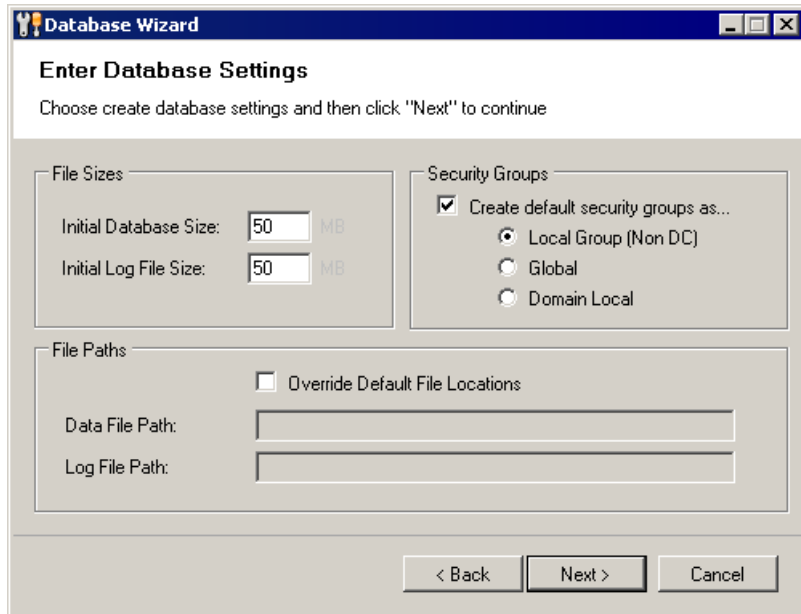 Database Wizard
Enter Database Settings
Choose create database settings and then click "Next" to continue
File Sizes
Initial Database Size: 50 MB
Initial Log File Size: 50 MB
Security Groups
Create default security groups as...
Local Group (Non DC)
Global
Domain Local
File Paths
Override Default File Locations
Data File Path:
Log File Path:
< Back Next > Cancel